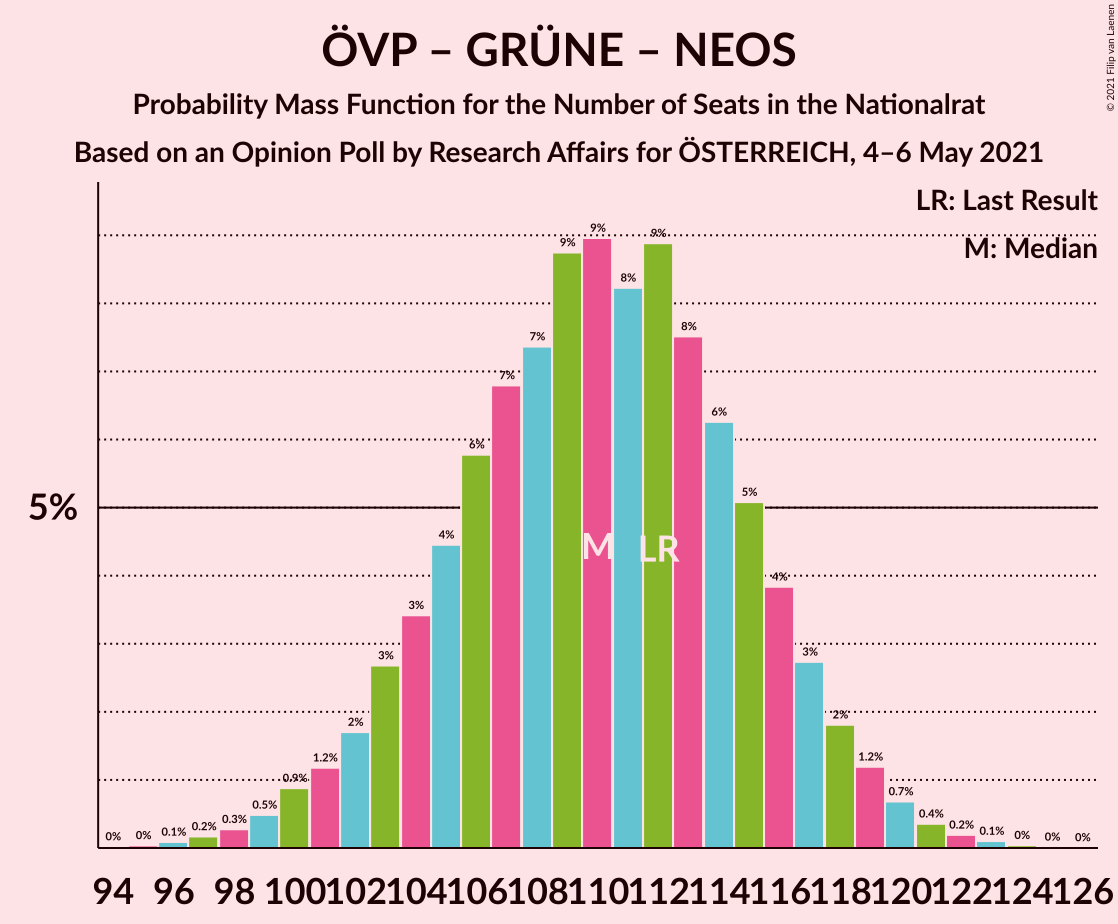 ÖVP – GRÜNE – NEOS
Probability Mass Function for the Number of Seats in the Nationalrat
Based on an Opinion Poll by Research Affairs for ÖSTERREICH, 4–6 May 2021
© 2021 Filip van Laenen
LR: Last Result
M: Median
5%
0% 0% 0.1% 0.2% 0.3% 0.5% 0.9% 1.2% 2% 3% 3% 4% 6% 7% 7% 9% 9% 8% 9% 8% 6% 5% 4% 3% 2% 1.2% 0.7% 0.4% 0.2% 0.1% 0% 0% 0%
M LR
94 96 98 100 102 104 106 108 110 112 114 116 118 120 122 124 126